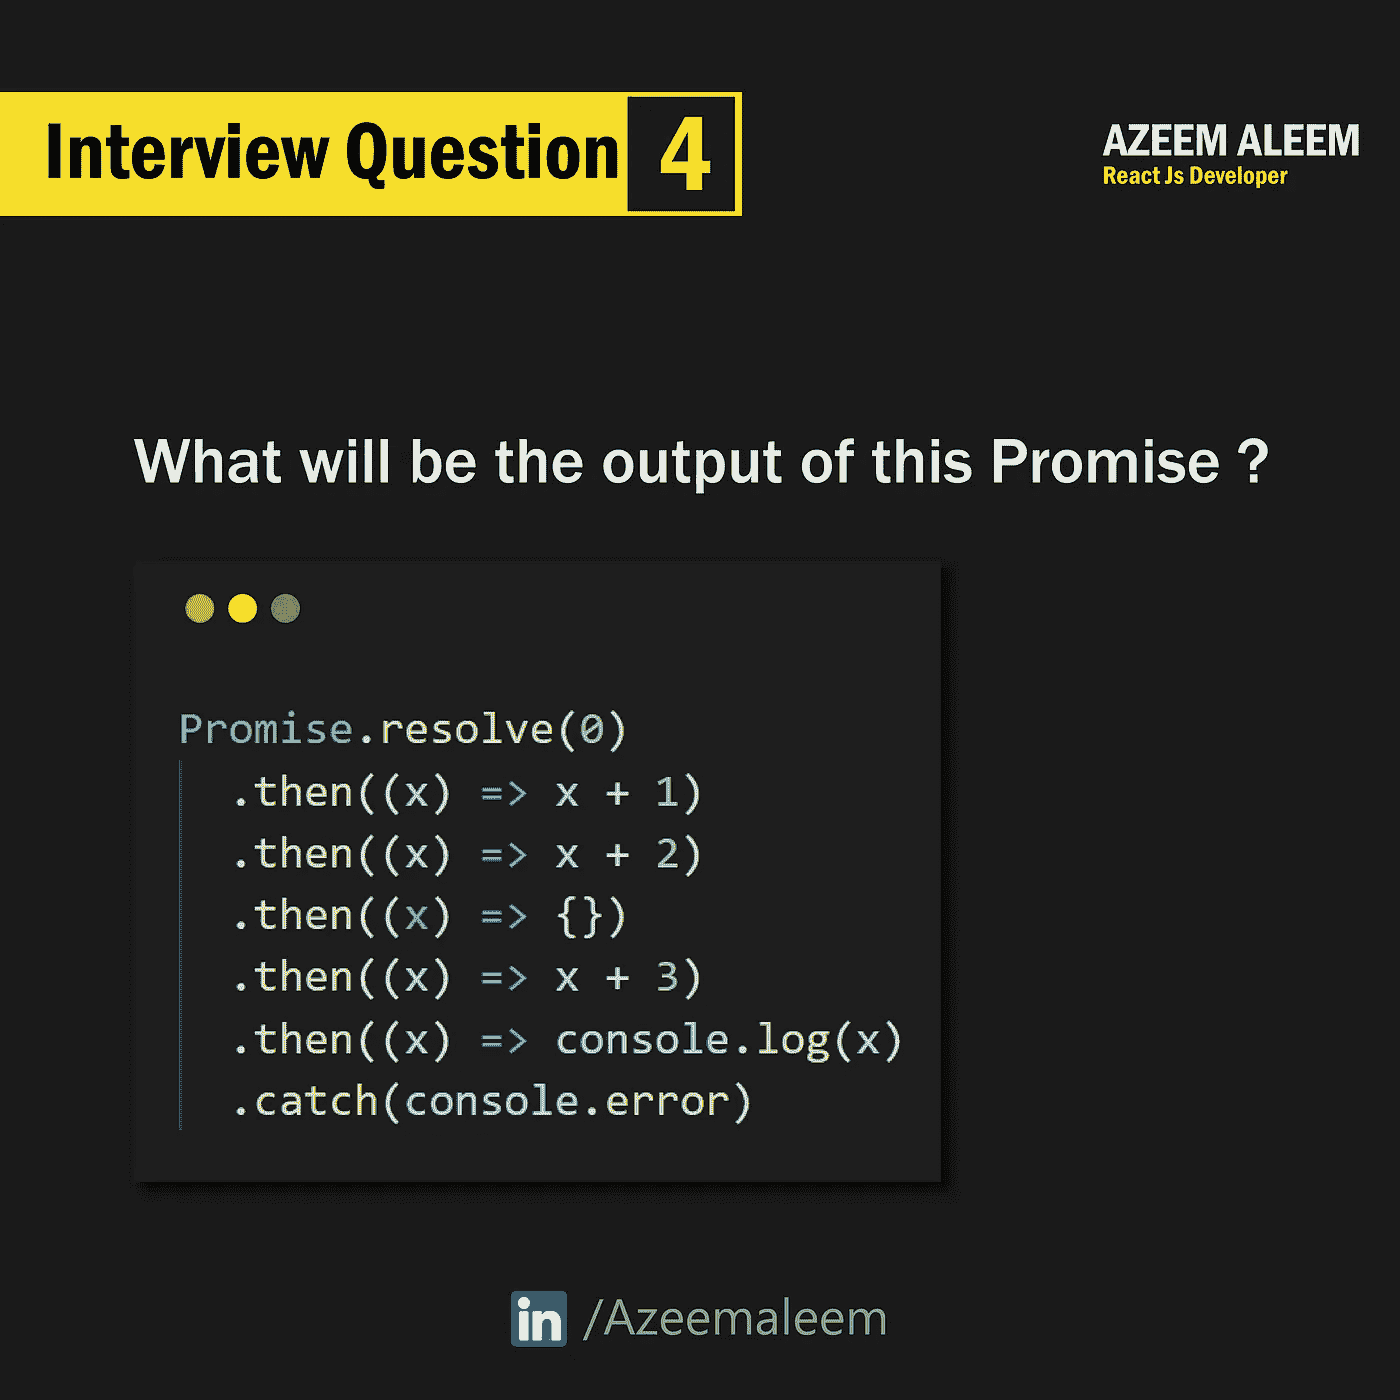 Interview Question 4
AZEEM ALEEM
React Js Developer
What will be the output of this Promise ?
Promise.resolve(0)
.then((x) => x + 1)
.then((x) => x + 2)
.then((x) => {})
.then((x) => x + 3)
.then((x) => console.log(x)
.catch(console.error)
in /Azeemaleem